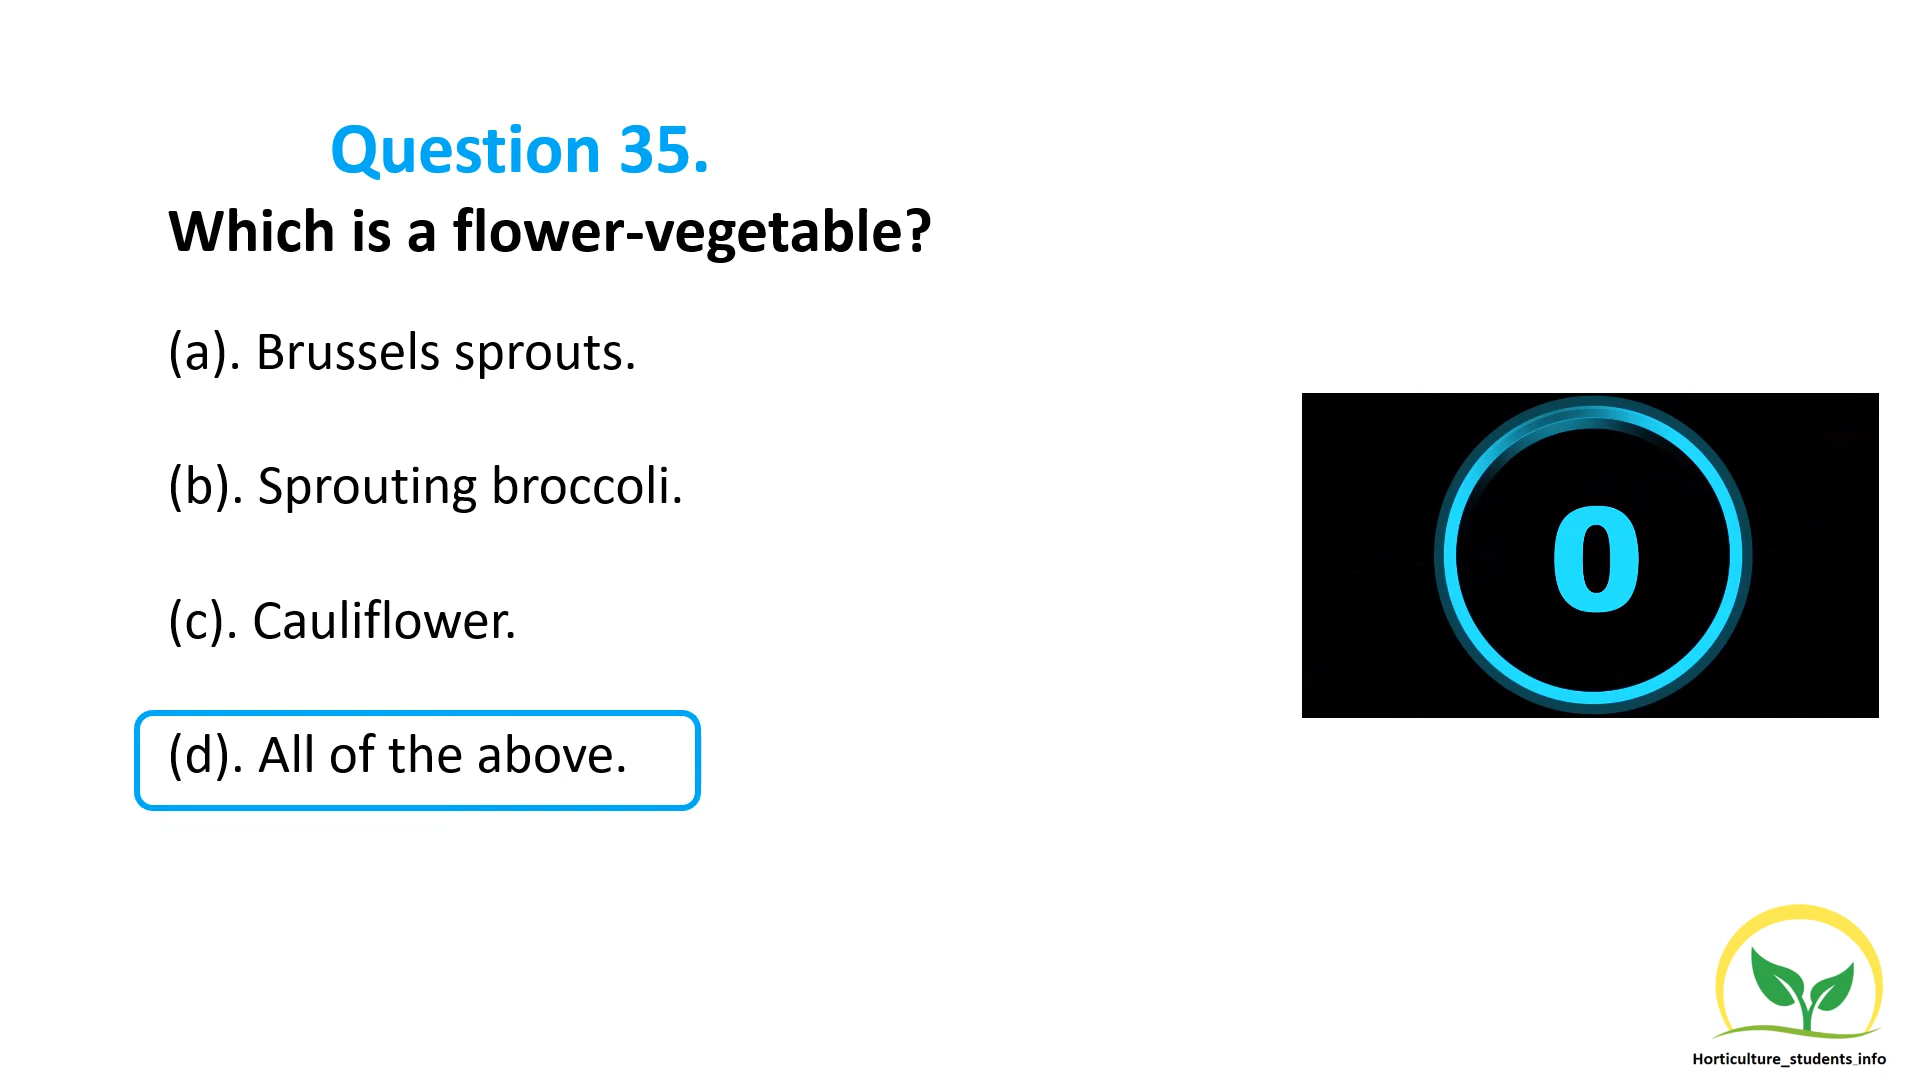 Question 35.
Which is a flower-vegetable?
(a). Brussels sprouts.
(b). Sprouting broccoli.
(c). Cauliflower.
(d). All of the above.
0
Horticulture_students_info